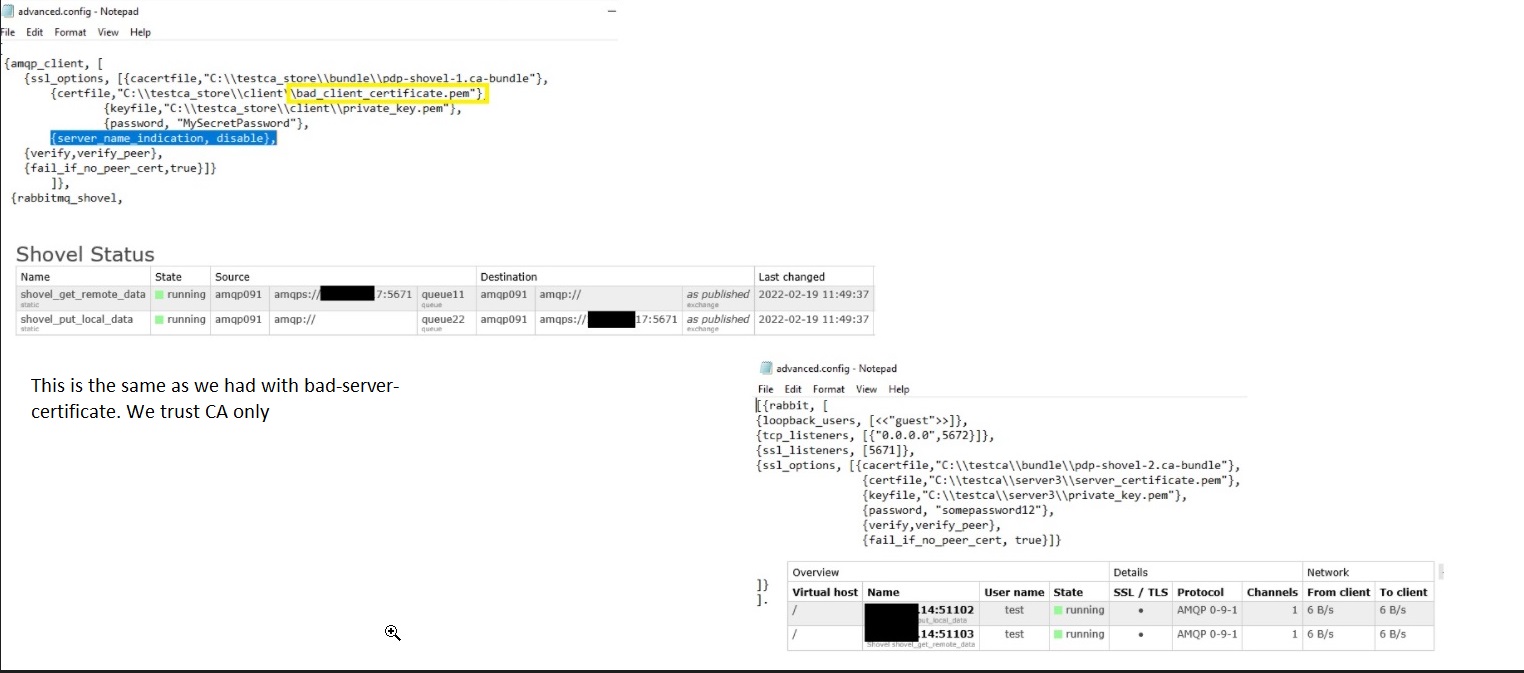 advanced.config - Notepad
File Edit Format View Help
{amqp_client, [
{ssl_options, [{cacertfile,"C:\\testca_store\\bundle\\pdp-shovel-1.ca-bundle"},
{certfile,"C:\\testca_store\\client\\bad_client_certificate.pem"},
{keyfile,"C:\\testca_store\\client\\private_key.pem"},
{password, "MySecretPassword"},
{server_name_indication, disable},
{verify,verify_peer},
{fail_if_no_peer_cert,true}]}
]},
{rabbitmq_shovel,
Shovel Status
Name State Source Destination Last changed
shovel_get_remote_data running amqp091 amqps:// 7:5671 queue11 amqp091 amqp:// as published 2022-02-19 11:49:37
static queue exchange
shovel_put_local_data running amqp091 amqp:// queue22 amqp091 amqps:// 17:5671 as published 2022-02-19 11:49:37
static queue exchange
This is the same as we had with bad-server-
certificate. We trust CA only
advanced.config - Notepad
File Edit Format View Help
[{rabbit, [
{loopback_users, [<<"guest">>]},
{tcp_listeners, [{"0.0.0.0",5672}]},
{ssl_listeners, [5671]},
{ssl_options, [{cacertfile,"C:\\testca\\bundle\\pdp-shovel-2.ca-bundle"},
{certfile,"C:\\testca\\server3\\server_certificate.pem"},
{keyfile,"C:\\testca\\server3\\private_key.pem"},
{password, "somepassword12"},
{verify,verify_peer},
{fail_if_no_peer_cert, true}]}
]}
].
Overview Details Network
Virtual host Name User name State SSL / TLS Protocol Channels From client To client
/ .14:51102 test running • AMQP 0-9-1 1 6 B/s 6 B/s
put_local_data
/ .14:51103 test running • AMQP 0-9-1 1 6 B/s 6 B/s
Shovel shovel_get_remote_data